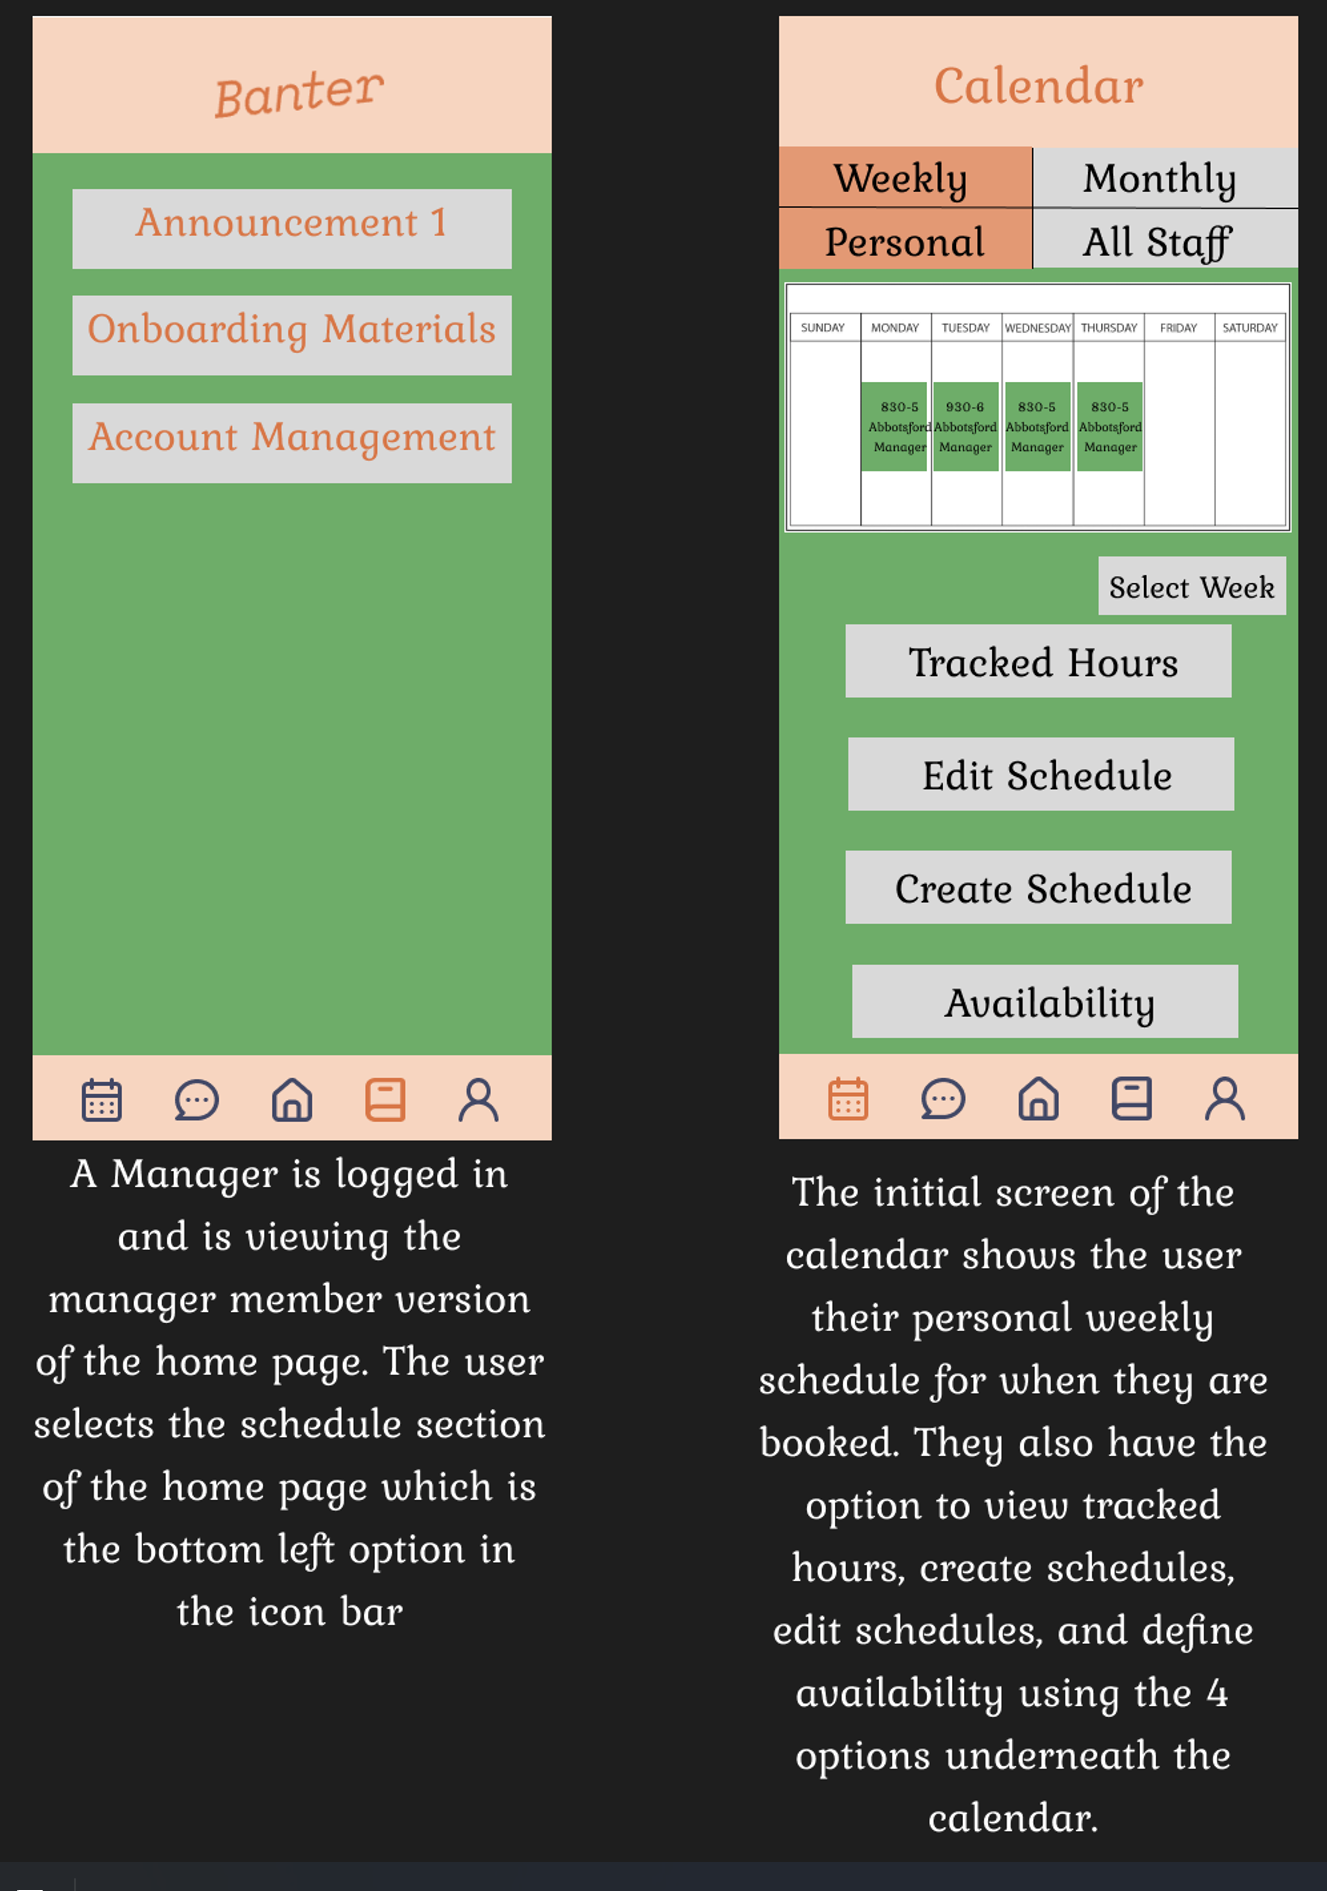 Banter
Announcement 1
Onboarding Materials
Account Management
A Manager is logged in
and is viewing the
manager member version
of the home page. The user
selects the schedule section
of the home page which is
the bottom left option in
the icon bar
Calendar
Weekly Monthly
Personal All Staff
SUNDAY MONDAY TUESDAY WEDNESDAY THURSDAY FRIDAY SATURDAY
830-5 930-6 830-5 830-5
Abbotsford Abbotsford Abbotsford Abbotsford
Manager Manager Manager Manager
Select Week
Tracked Hours
Edit Schedule
Create Schedule
Availability
The initial screen of the
calendar shows the user
their personal weekly
schedule for when they are
booked. They also have the
option to view tracked
hours, create schedules,
edit schedules, and define
availability using the 4
options underneath the
calendar.